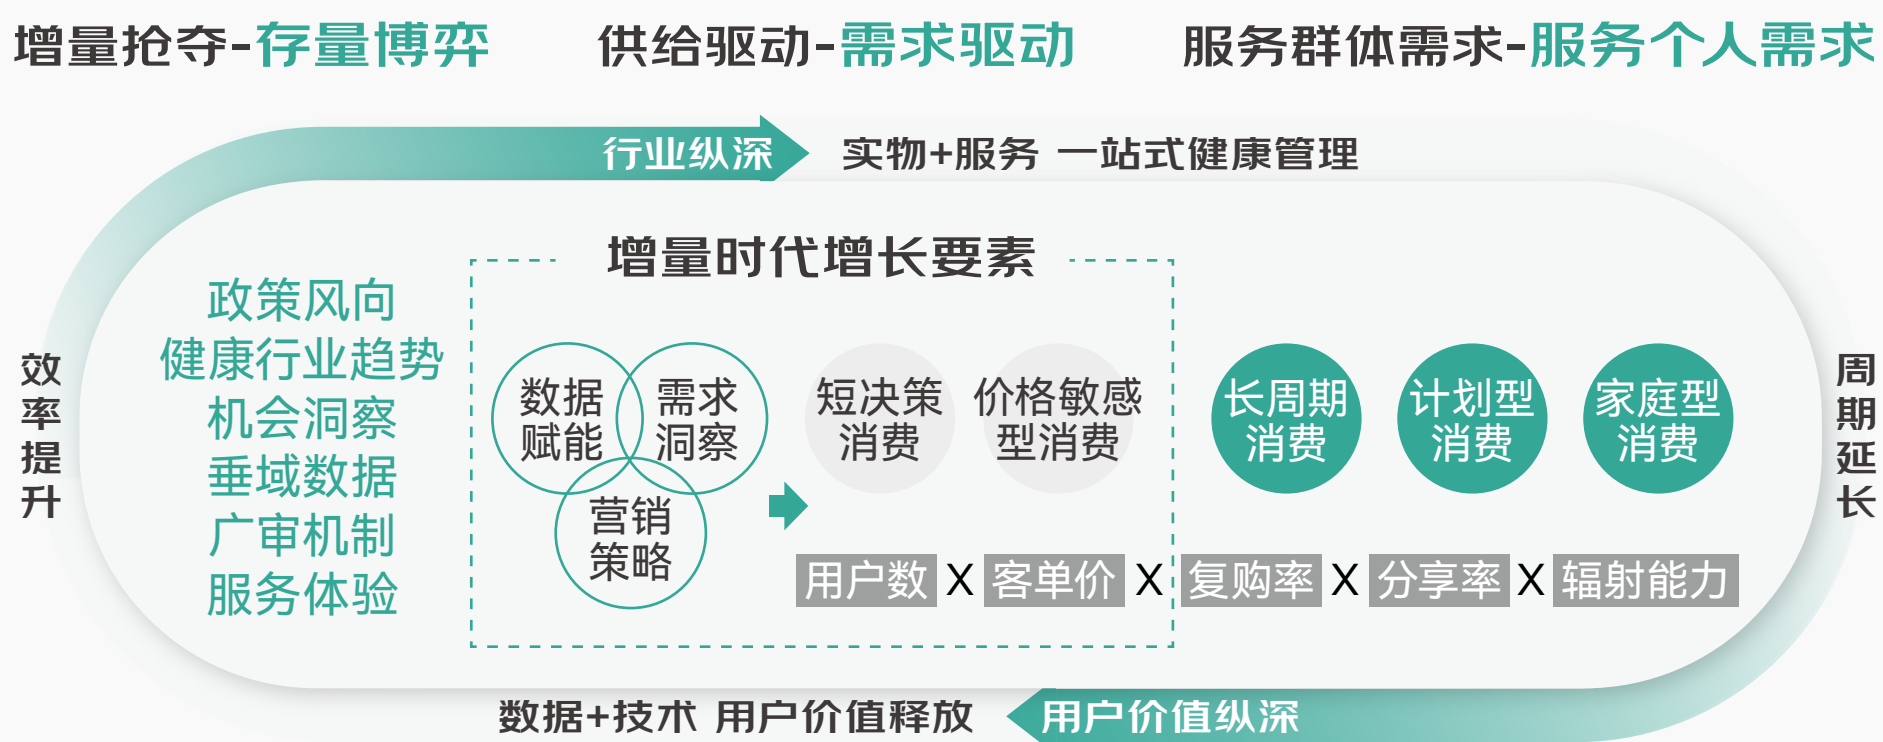 增量抢夺-存量博弈
供给驱动-需求驱动
服务群体需求-服务个人需求
行业纵深
实物+服务 一站式健康管理
效率提升
政策风向
健康行业趋势
机会洞察
垂域数据
广审机制
服务体验
增量时代增长要素
数据
赋能
需求
洞察
营销
策略
短决策
消费
价格敏感
型消费
长周期
消费
计划型
消费
家庭型
消费
用户数 X 客单价 X 复购率 X 分享率 X 辐射能力
周期延长
数据+技术 用户价值释放
用户价值纵深